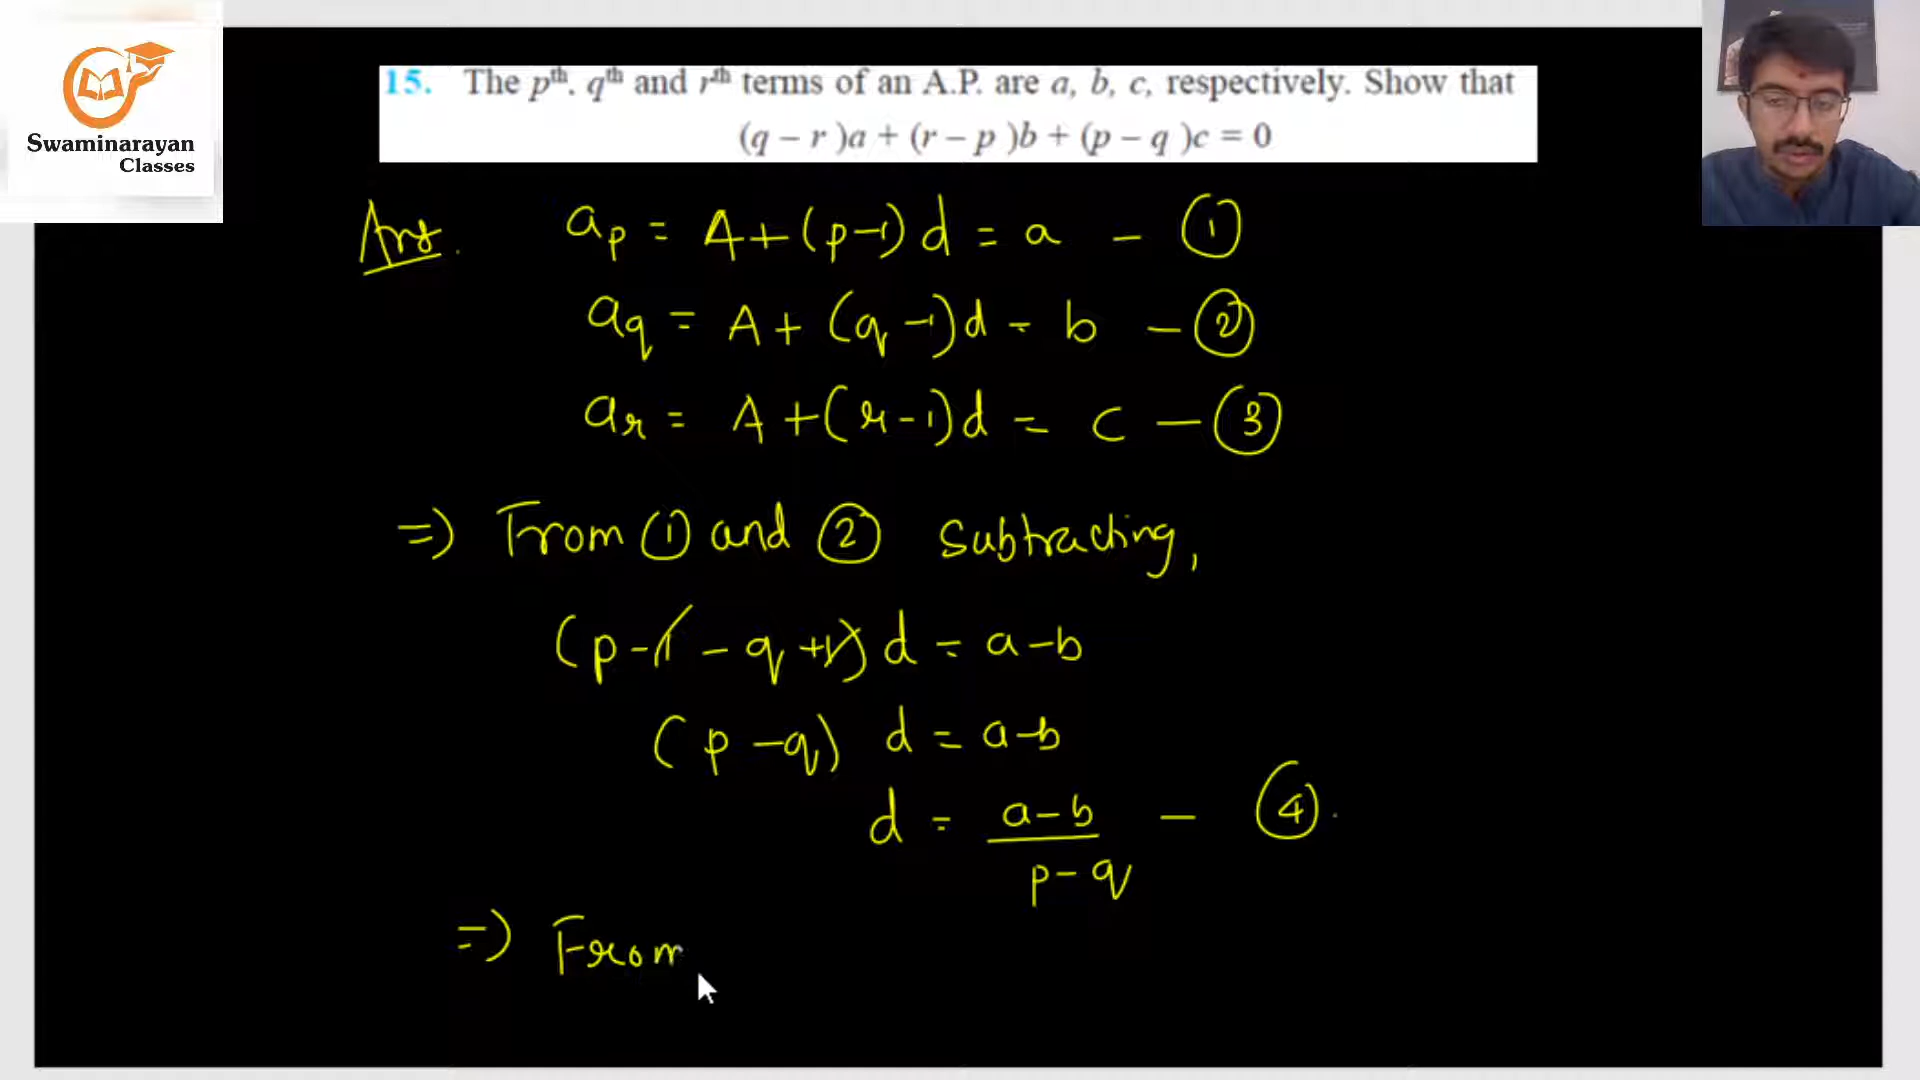 Swaminarayan
Classes
15. The pth, qth and rth terms of an A.P. are a, b, c, respectively. Show that
(q – r )a + (r – p )b + (p – q )c = 0
Ans. ap = A+(p-1)d = a - ①
aq = A+ (q-1)d = b - ②
ar = A+(r-1)d = c - ③
=) From ① and ② subtracting,
(p-1 - q+1) d = a-b
(p-q) d = a-b
d = a-b
p-q
- ④.
=) From